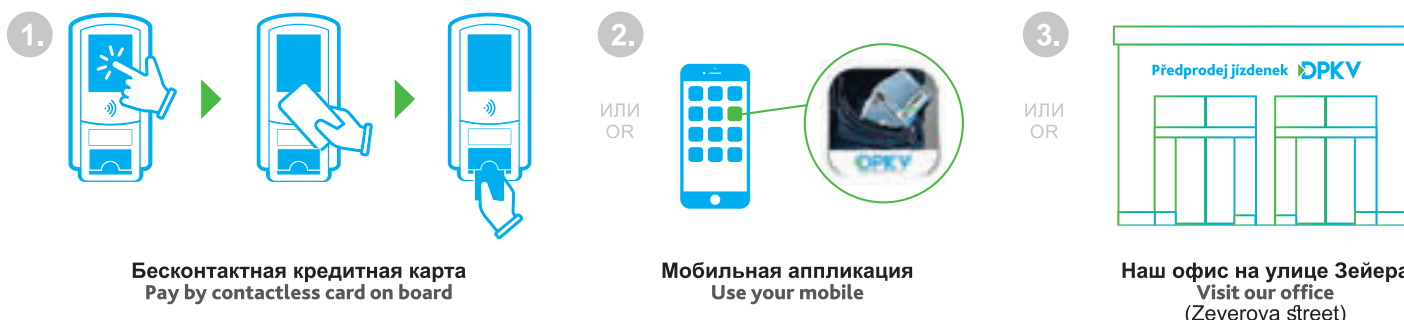 1.
Бесконтактная кредитная карта
Pay by contactless card on board
2.
ИЛИ
OR
DPKV
Мобильная аппликация
Use your mobile
3.
ИЛИ
OR
Předprodej jízdenek DPKV
Наш офис на улице Зейера
Visit our office
(Zeyerova street)